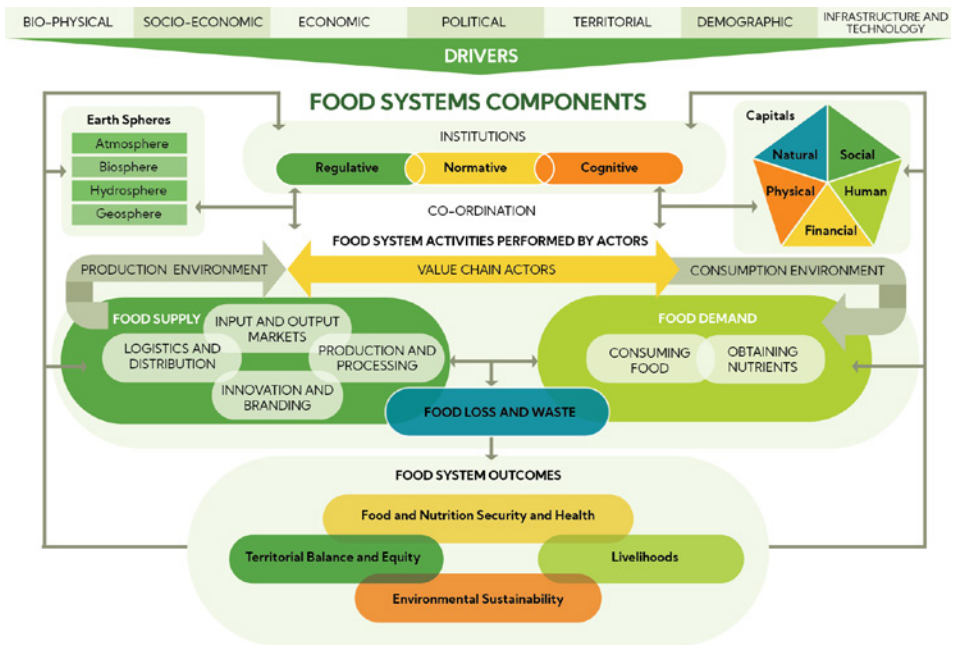 BIO-PHYSICAL
SOCIO-ECONOMIC
ECONOMIC
POLITICAL
TERRITORIAL
DEMOGRAPHIC
INFRASTRUCTURE AND
TECHNOLOGY
DRIVERS
FOOD SYSTEMS COMPONENTS
Earth Spheres
Atmosphere
Biosphere
Hydrosphere
Geosphere
INSTITUTIONS
Regulative
Normative
Cognitive
CO-ORDINATION
Capitals
Natural
Social
Physical
Human
Financial
FOOD SYSTEM ACTIVITIES PERFORMED BY ACTORS
PRODUCTION ENVIRONMENT
VALUE CHAIN ACTORS
CONSUMPTION ENVIRONMENT
FOOD SUPPLY
INPUT AND OUTPUT
MARKETS
LOGISTICS AND
DISTRIBUTION
PRODUCTION AND
PROCESSING
INNOVATION AND
BRANDING
FOOD DEMAND
CONSUMING
FOOD
OBTAINING
NUTRIENTS
FOOD LOSS AND WASTE
FOOD SYSTEM OUTCOMES
Food and Nutrition Security and Health
Territorial Balance and Equity
Livelihoods
Environmental Sustainability